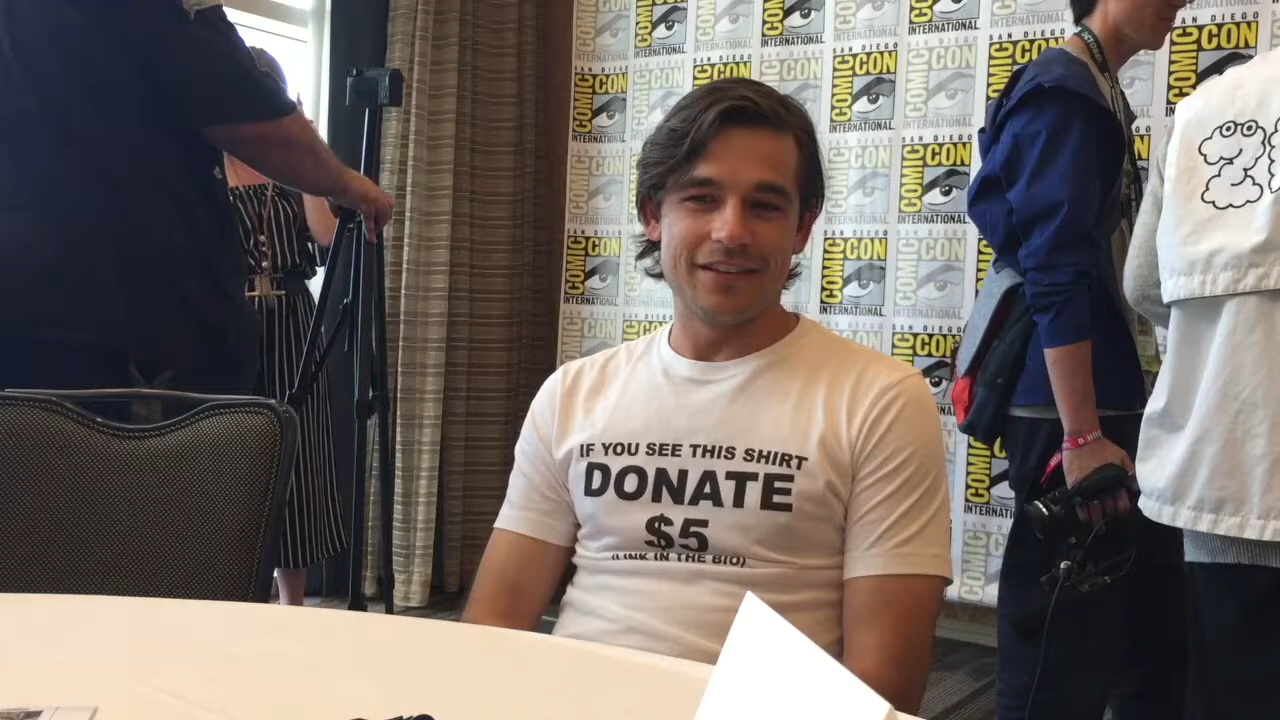 IF YOU SEE THIS SHIRT
DONATE
$5
(LINK IN THE BIO)
SAN DIEGO
COMIC CON
INTERNATIONAL